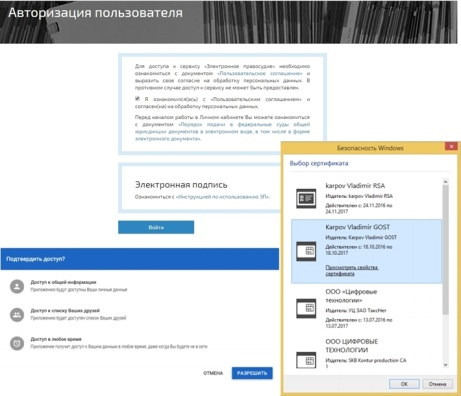 Авторизация пользователя
Для доступа к сервису «Электронное правосудие» необходимо
ознакомиться с документом «Пользовательское соглашение» и
выразить свое согласие на обработку персональных данных. В
противном случае доступ к сервису не может быть предоставлен.
Я ознакомился(ась) с «Пользовательским соглашением» и
согласен(на) на обработку персональных данных.
Перед началом работы в Личном кабинете Вы можете ознакомиться
с документом «Порядок подачи в федеральные суды общей
юрисдикции документов в электронном виде, в том числе в форме
электронного документа».
Электронная подпись
Ознакомиться с «Инструкцией по использованию ЭП».
Войти
Подтвердить доступ?
Доступ к общей информации
Приложению будут доступны Ваши личные данные
Доступ к списку Ваших друзей
Приложению будет доступен список Ваших друзей
Доступ в любое время
Приложение получит доступ к Вашим данным в любое время, даже когда Вы будете не в сети
ОТМЕНА
РАЗРЕШИТЬ
Безопасность Windows
Выбор сертификата
karpov Vladimir RSA
Издатель: karpov Vladimir RSA
Действителен с: 24.11.2016 по
24.11.2017
Karpov Vladimir GOST
Издатель: Karpov Vladimir GOST
Действителен с: 18.10.2016 по
18.10.2017
Просмотреть свойства
сертификата
ООО «Цифровые
технологии»
Издатель: УЦ ЗАО ТаксНет
Действителен с: 13.07.2016 по
13.07.2017
ООО ЦИФРОВЫЕ
ТЕХНОЛОГИИ
Издатель: SKB Kontur production CA
1
ОК
Отмена